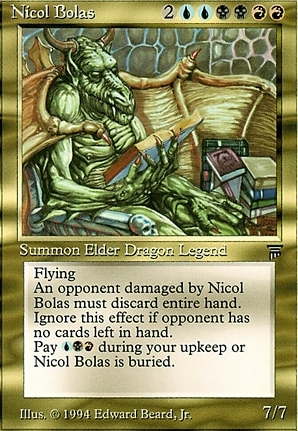 Nicol Bolas 2
Summon Elder Dragon Legend
Flying
An opponent damaged by Nicol
Bolas must discard entire hand.
Ignore this effect if opponent has
no cards left in hand.
Pay during your upkeep or
Nicol Bolas is buried.
Illus. © 1994 Edward Beard, Jr. 7/7